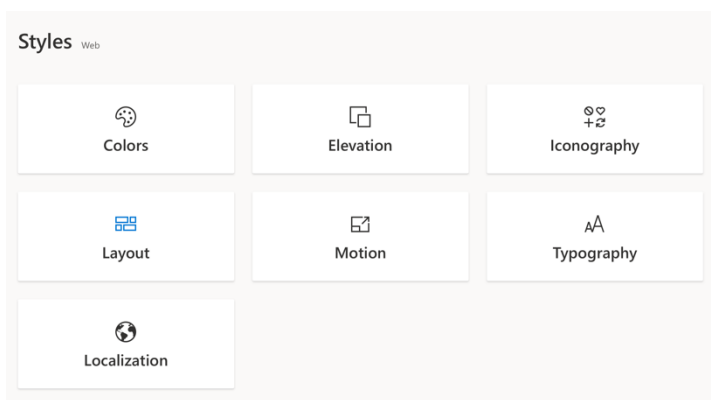 Styles Web
Colors
Elevation
Iconography
Layout
Motion
Typography
Localization